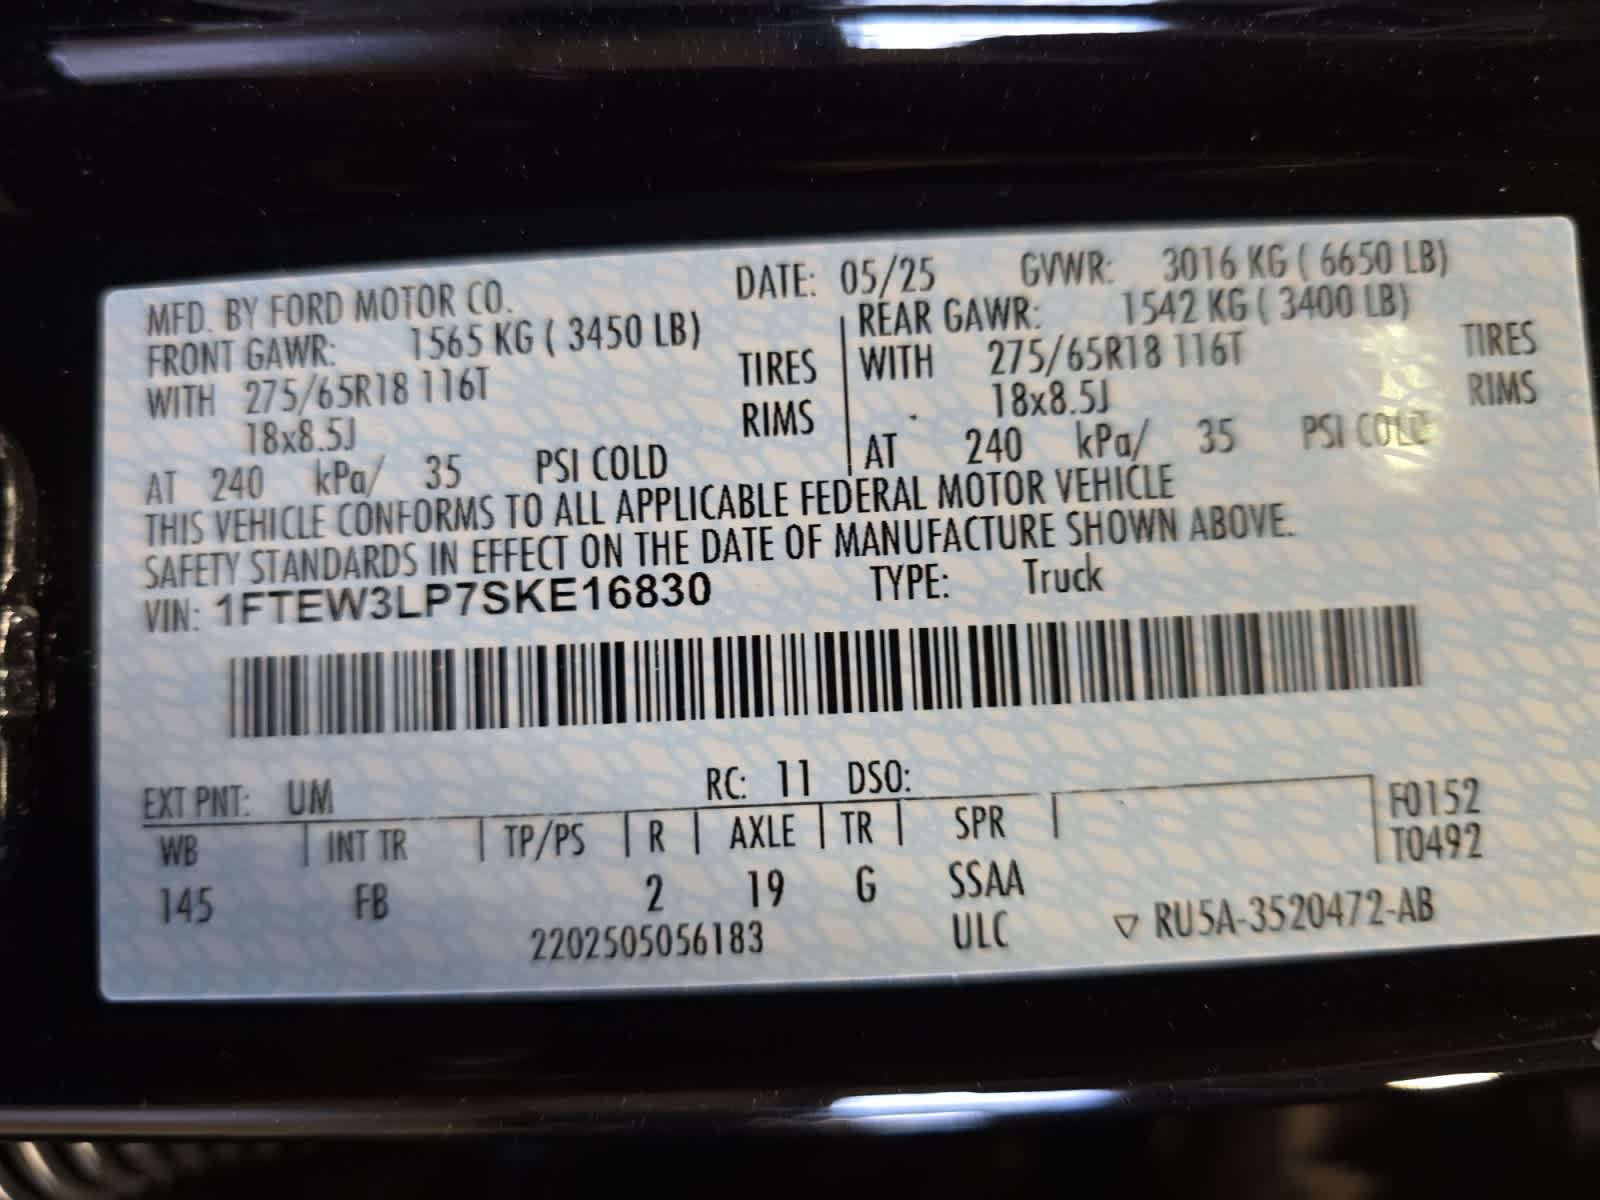 MFD. BY FORD MOTOR CO. DATE: 05/25 GVWR: 3016 KG ( 6650 LB)
FRONT GAWR: 1565 KG ( 3450 LB) REAR GAWR: 1542 KG ( 3400 LB)
WITH 275/65R18 116T TIRES WITH 275/65R18 116T TIRES
18x8.5J RIMS 18x8.5J RIMS
AT 240 kPa/ 35 PSI COLD AT 240 kPa/ 35 PSI COLD
THIS VEHICLE CONFORMS TO ALL APPLICABLE FEDERAL MOTOR VEHICLE
SAFETY STANDARDS IN EFFECT ON THE DATE OF MANUFACTURE SHOWN ABOVE.
VIN: 1FTEW3LP7SKE16830 TYPE: Truck
EXT PNT: UM RC: 11 DSO: F0152
WB INT TR TP/PS R AXLE TR SPR T0492
145 FB 2 19 G SSAA
2202505056183 ULC ▽ RU5A-3520472-AB